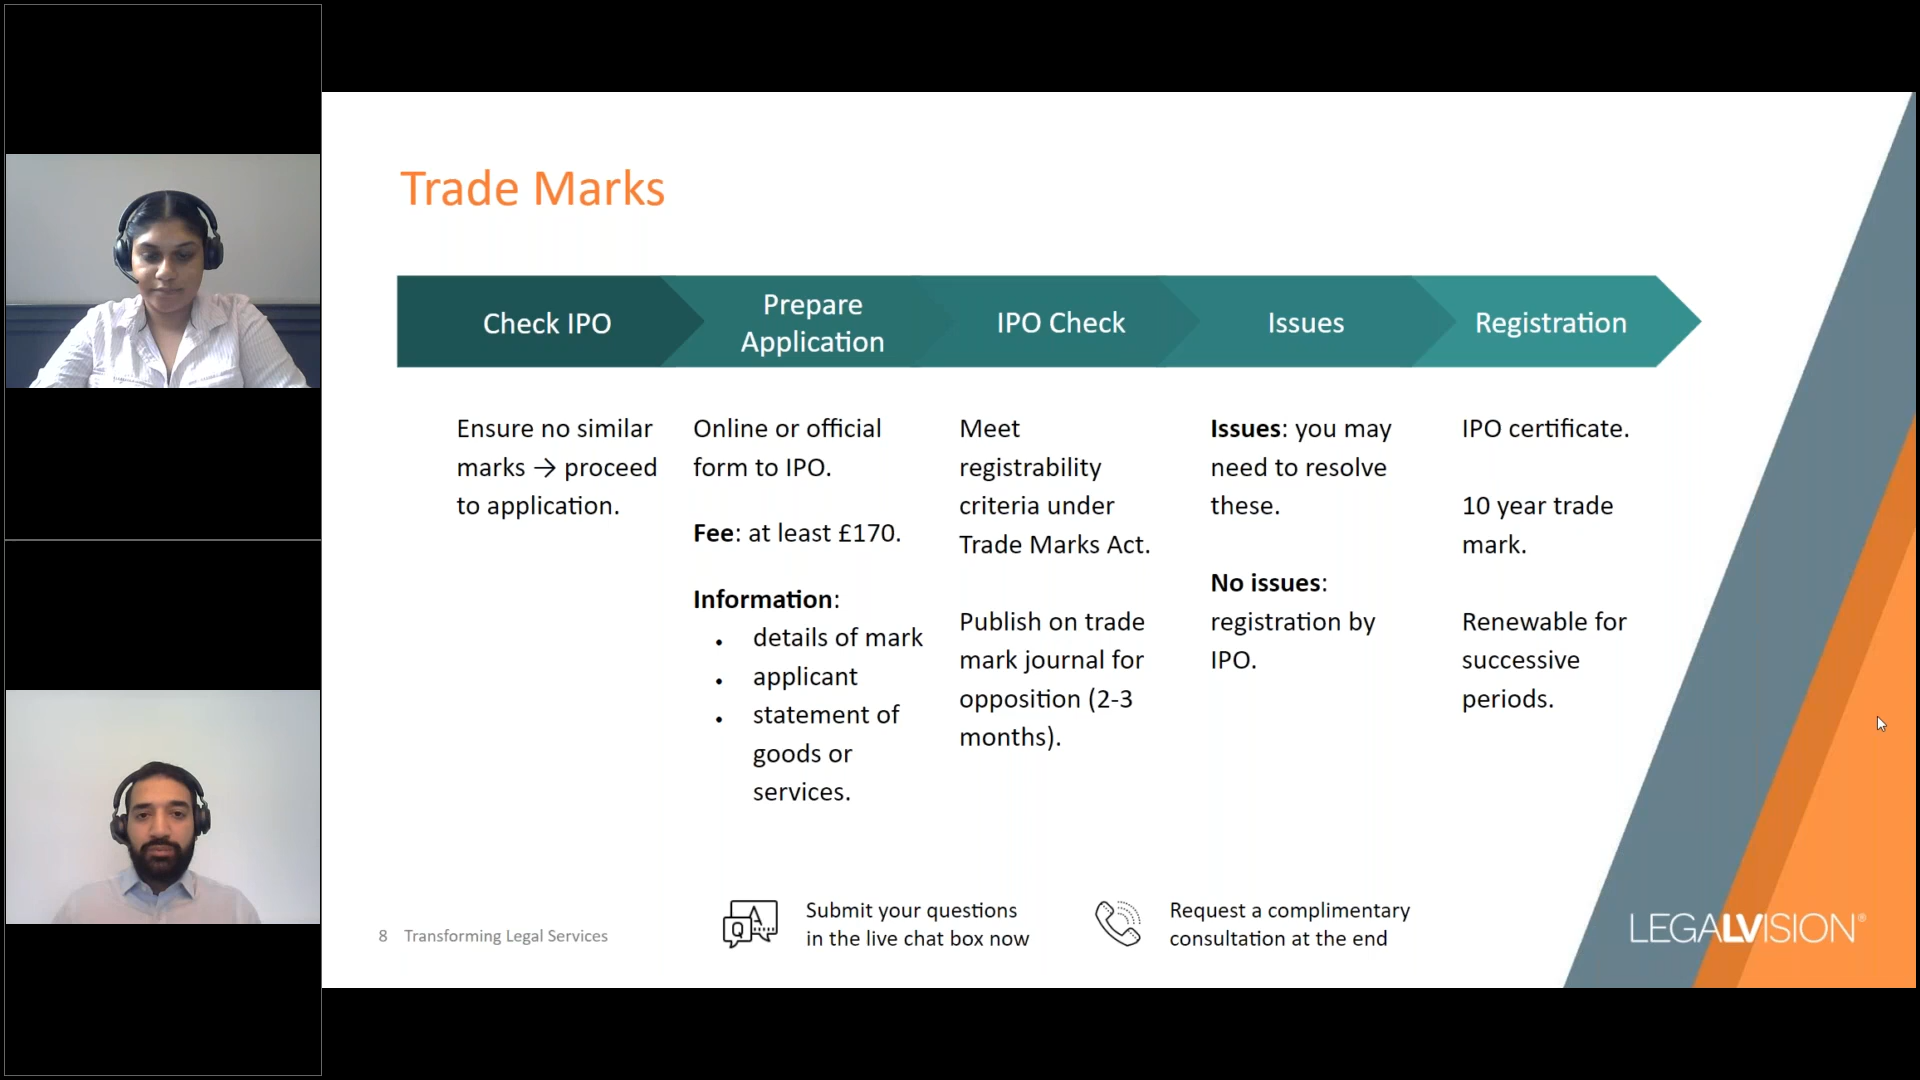 Trade Marks
Check IPO
Prepare
Application
IPO Check
Issues
Registration
Ensure no similar
marks → proceed
to application.
Online or official
form to IPO.
Fee: at least £170.
Information:
• details of mark
• applicant
• statement of
goods or
services.
Meet
registrability
criteria under
Trade Marks Act.
Publish on trade
mark journal for
opposition (2-3
months).
Issues: you may
need to resolve
these.
No issues:
registration by
IPO.
IPO certificate.
10 year trade
mark.
Renewable for
successive
periods.
8 Transforming Legal Services
Q A
Submit your questions
in the live chat box now
Request a complimentary
consultation at the end
LEGALVISION®